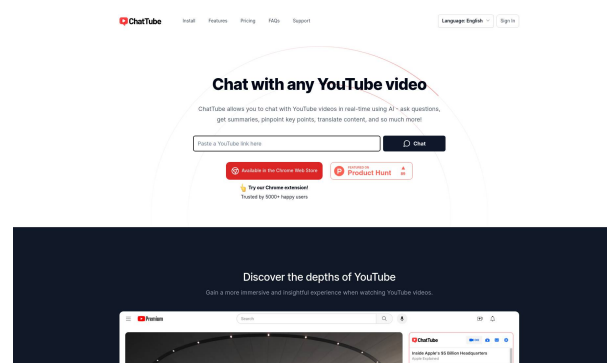 ChatTube
Install
Features
Pricing
FAQs
Support
Language: English
Sign In
Chat with any YouTube video
ChatTube allows you to chat with YouTube videos in real-time using AI - ask questions,
get summaries, pinpoint key points, translate content, and so much more!
Paste a YouTube link here
Chat
Available in the Chrome Web Store
FEATURED ON
Product Hunt
👆 Try our Chrome extension!
Trusted by 5000+ happy users
Discover the depths of YouTube
Gain a more immersive and insightful experience when watching YouTube videos.
Premium
Search
ChatTube
Inside Apple's $5 Billion Headquarters
Apple Explained